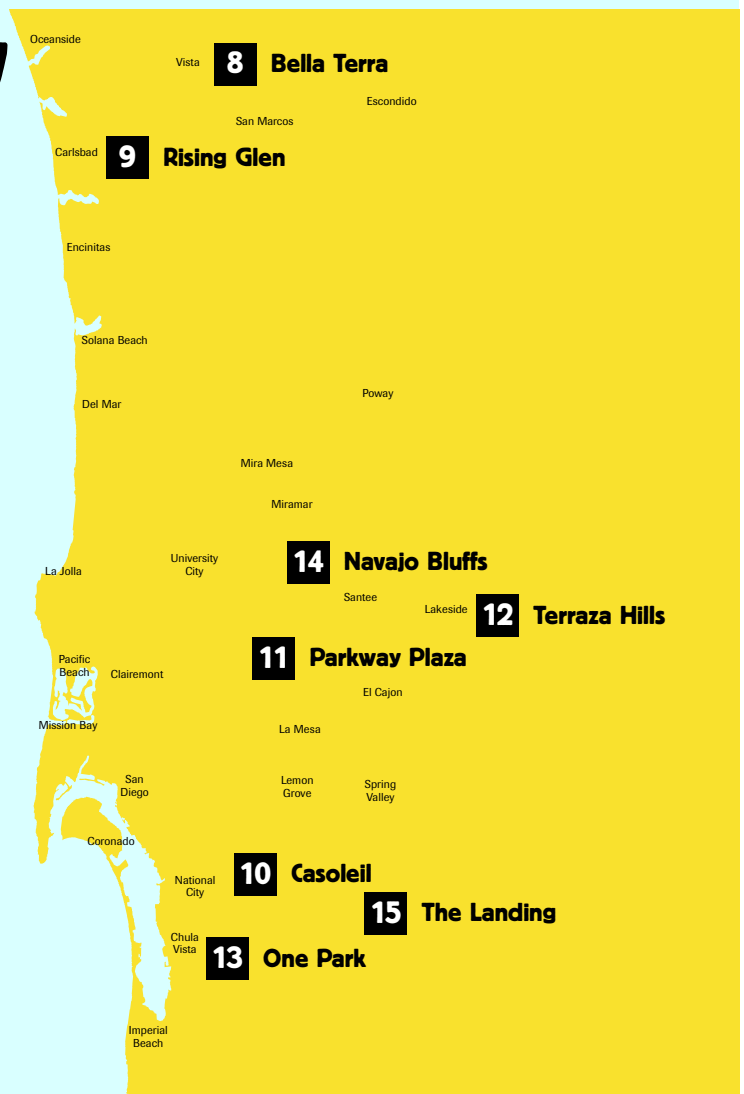 Oceanside
Vista
8 Bella Terra
Escondido
San Marcos
Carlsbad
9 Rising Glen
Encinitas
Solana Beach
Poway
Del Mar
Mira Mesa
Miramar
University
City
14 Navajo Bluffs
La Jolla
Santee
Lakeside
12 Terraza Hills
11 Parkway Plaza
Pacific
Beach
Clairemont
El Cajon
Mission Bay
La Mesa
San
Diego
Lemon
Grove
Spring
Valley
Coronado
10 Casoleil
National
City
15 The Landing
Chula
Vista
13 One Park
Imperial
Beach